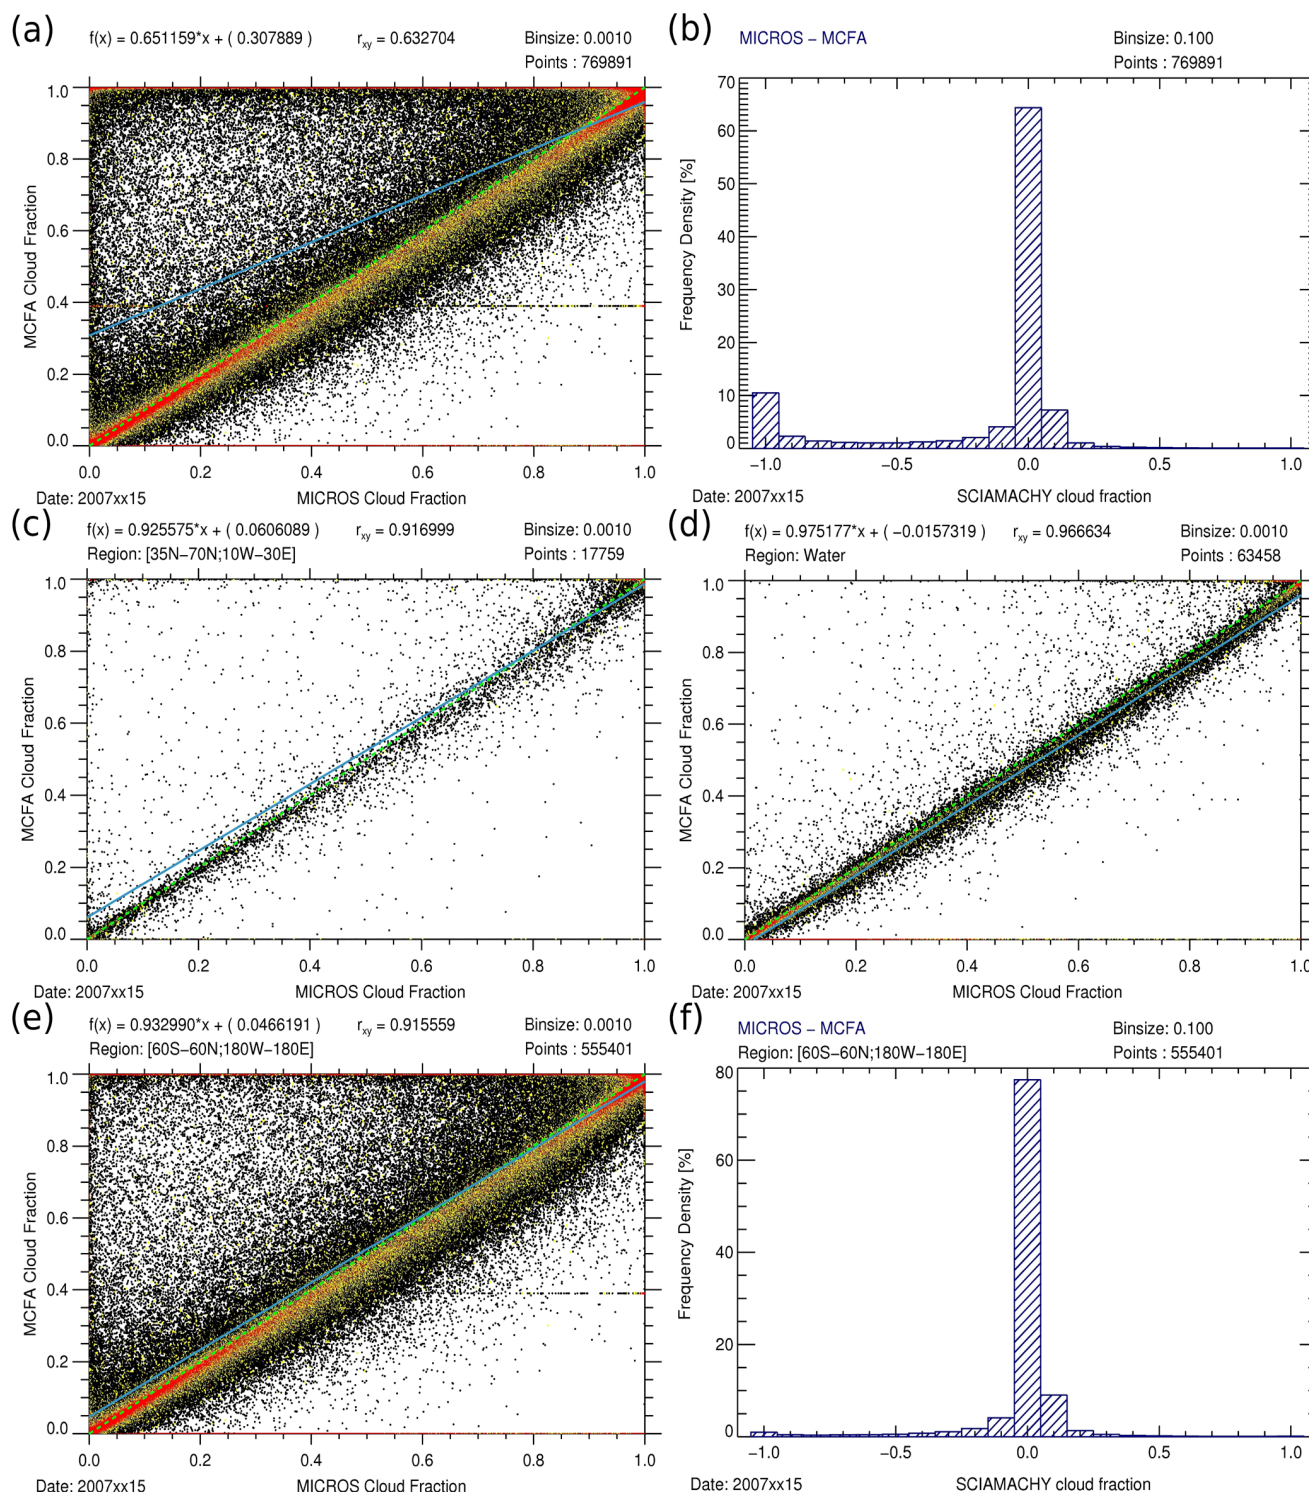 (a)
f(x) = 0.651159*x + ( 0.307889 )   r_xy = 0.632704   Binsize: 0.0010
Points : 769891
1.0
0.8
0.6
0.4
0.2
0.0
MCFA Cloud Fraction
0.0 0.2 0.4 0.6 0.8 1.0
Date: 2007xx15   MICROS Cloud Fraction
(b)
MICROS − MCFA   Binsize: 0.100
Points : 769891
70
60
50
40
30
20
10
0
Frequency Density [%]
−1.0 −0.5 0.0 0.5 1.0
Date: 2007xx15   SCIAMACHY cloud fraction
(c)
f(x) = 0.925575*x + ( 0.0606089 )   r_xy = 0.916999   Binsize: 0.0010
Region: [35N−70N;10W−30E]   Points : 17759
1.0
0.8
0.6
0.4
0.2
0.0
MCFA Cloud Fraction
0.0 0.2 0.4 0.6 0.8 1.0
Date: 2007xx15   MICROS Cloud Fraction
(d)
f(x) = 0.975177*x + ( −0.0157319 )   r_xy = 0.966634   Binsize: 0.0010
Region: Water   Points : 63458
1.0
0.8
0.6
0.4
0.2
0.0
MCFA Cloud Fraction
0.0 0.2 0.4 0.6 0.8 1.0
Date: 2007xx15   MICROS Cloud Fraction
(e)
f(x) = 0.932990*x + ( 0.0466191 )   r_xy = 0.915559   Binsize: 0.0010
Region: [60S−60N;180W−180E]   Points : 555401
1.0
0.8
0.6
0.4
0.2
0.0
MCFA Cloud Fraction
0.0 0.2 0.4 0.6 0.8 1.0
Date: 2007xx15   MICROS Cloud Fraction
(f)
MICROS − MCFA   Binsize: 0.100
Region: [60S−60N;180W−180E]   Points : 555401
80
60
40
20
0
Frequency Density [%]
−1.0 −0.5 0.0 0.5 1.0
Date: 2007xx15   SCIAMACHY cloud fraction